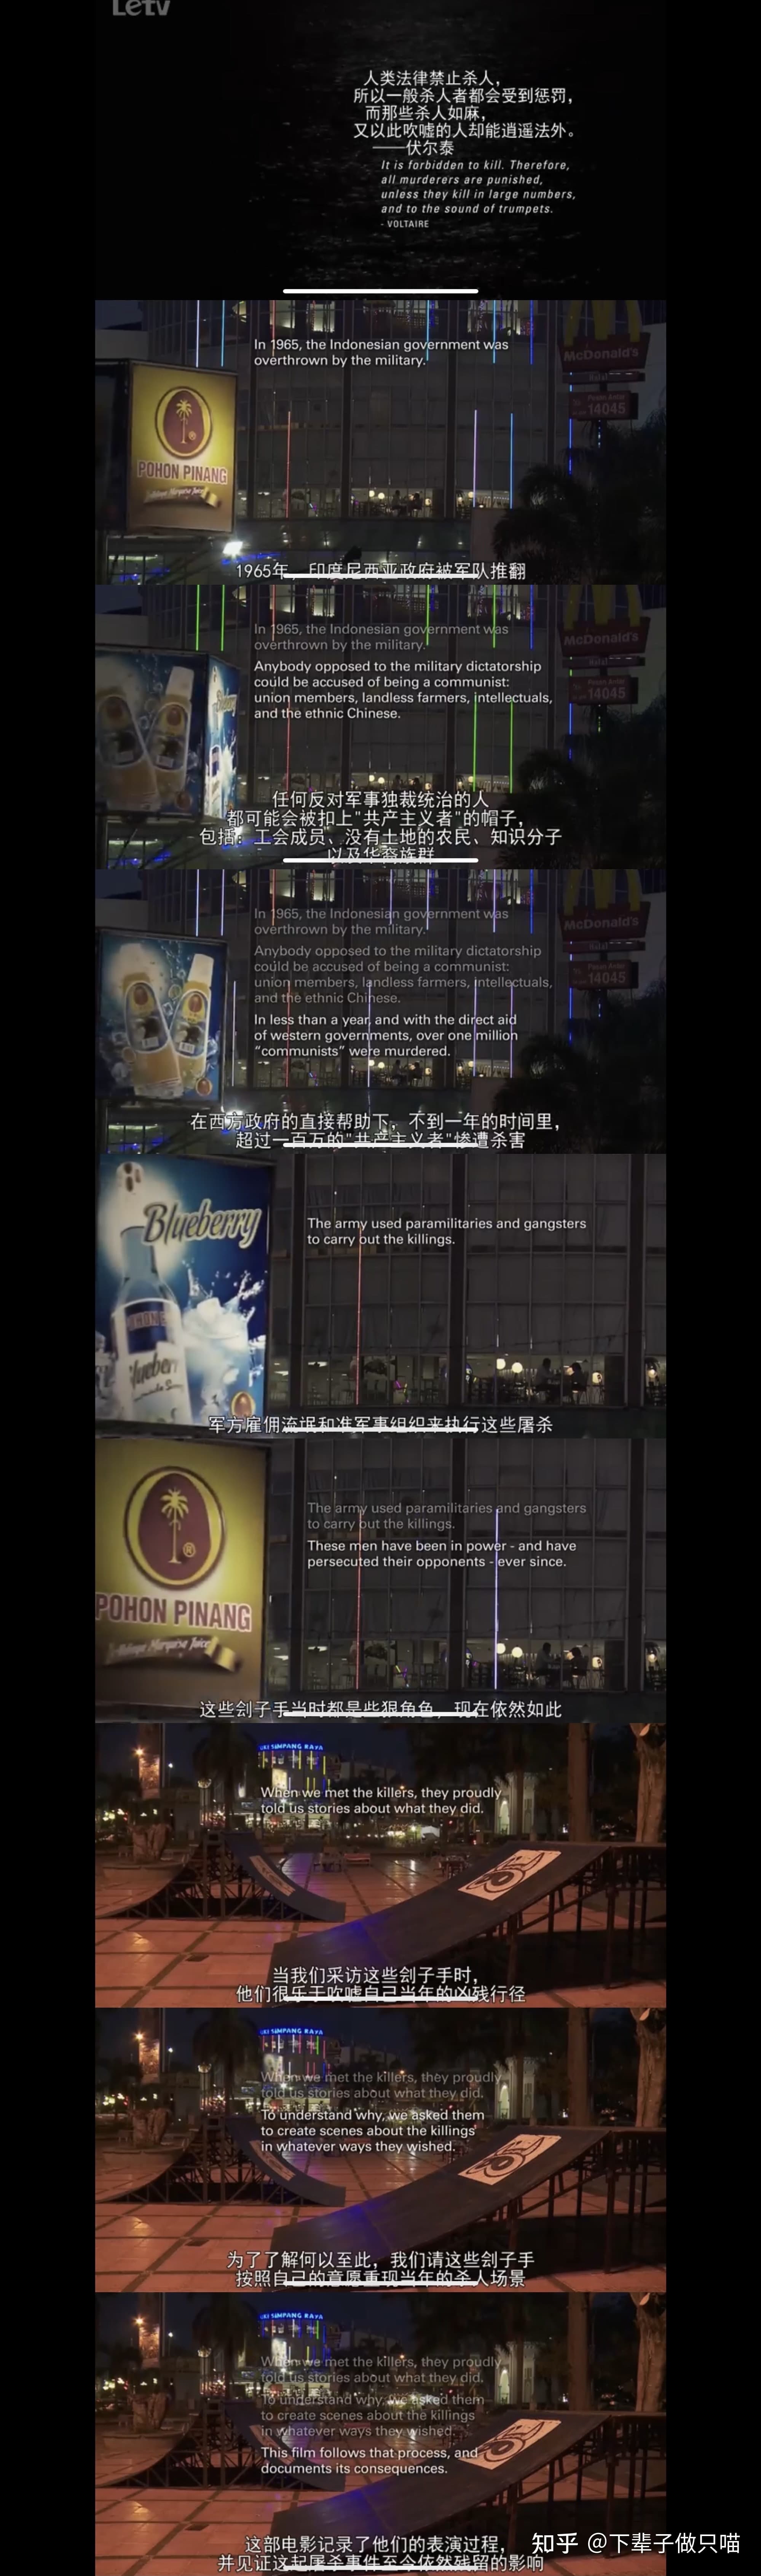 Letv
人类法律禁止杀人，
所以一般杀人者都会受到惩罚，
而那些杀人如麻，
又以此吹嘘的人却能逍遥法外。
——伏尔泰
It is forbidden to kill. Therefore,
all murderers are punished,
unless they kill in large numbers,
and to the sound of trumpets.
- VOLTAIRE
In 1965, the Indonesian government was
overthrown by the military.
McDonald's
14045
POHON PINANG
1965年，印度尼西亚政府被军队推翻
In 1965, the Indonesian government was
overthrown by the military.
McDonald's
14045
Anybody opposed to the military dictatorship
could be accused of being a communist:
union members, landless farmers, intellectuals,
and the ethnic Chinese.
任何反对军事独裁统治的人
都可能会被扣上"共产主义者"的帽子，
包括：工会成员、没有土地的农民、知识分子
以及华裔族群
In 1965, the Indonesian government was
overthrown by the military.
McDonald's
14045
Anybody opposed to the military dictatorship
could be accused of being a communist:
union members, landless farmers, intellectuals,
and the ethnic Chinese.
In less than a year, and with the direct aid
of western governments, over one million
“communists” were murdered.
在西方政府的直接帮助下，不到一年的时间里，
超过一百万的"共产主义者"惨遭杀害
Blueberry
The army used paramilitaries and gangsters
to carry out the killings.
军方雇佣流氓和准军事组织来执行这些屠杀
The army used paramilitaries and gangsters
to carry out the killings.
These men have been in power - and have
persecuted their opponents - ever since.
POHON PINANG
这些刽子手当时都是些狠角色，现在依然如此
SIMPANG RAYA
When we met the killers, they proudly
told us stories about what they did.
当我们采访这些刽子手时，
他们很乐于吹嘘自己当年的凶残行径
SIMPANG RAYA
When we met the killers, they proudly
told us stories about what they did.
To understand why, we asked them
to create scenes about the killings
in whatever ways they wished.
为了了解何以至此，我们请这些刽子手
按照自己的意愿重现当年的杀人场景
SIMPANG RAYA
When we met the killers, they proudly
told us stories about what they did.
To understand why, we asked them
to create scenes about the killings
in whatever ways they wished.
This film follows that process, and
documents its consequences.
这部电影记录了他们的表演过程，
并见证这起屠杀事件至今依然残留的影响
知乎 @下辈子做只喵